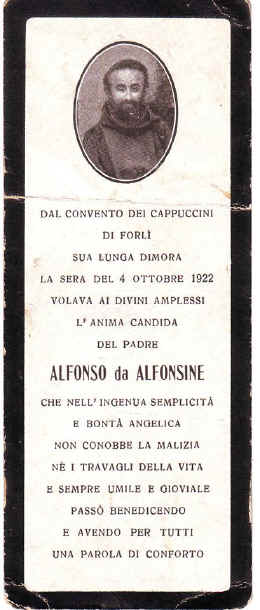 DAL CONVENTO DEI CAPPUCCINI
DI FORLÌ
SUA LUNGA DIMORA
LA SERA DEL 4 OTTOBRE 1922
VOLAVA AI DIVINI AMPLESSI
L'ANIMA CANDIDA
DEL PADRE
ALFONSO da ALFONSINE
CHE NELL'INGENUA SEMPLICITÀ
E BONTÀ ANGELICA
NON CONOBBE LA MALIZIA
NÈ I TRAVAGLI DELLA VITA
E SEMPRE UMILE E GIOVIALE
PASSÒ BENEDICENDO
E AVENDO PER TUTTI
UNA PAROLA DI CONFORTO